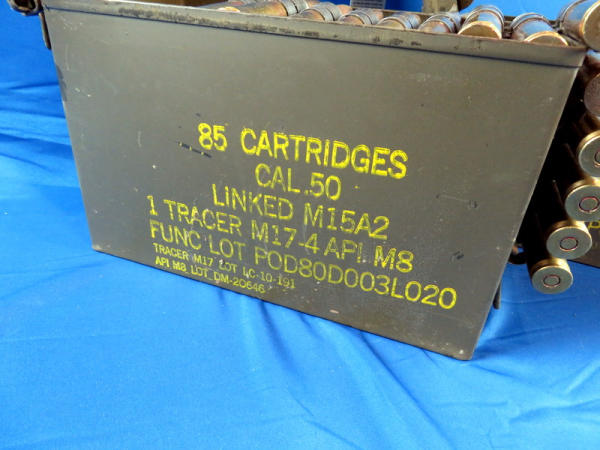 85 CARTRIDGES
CAL.50
LINKED M15A2
1 TRACER M17-4 API M8
FUNC LOT POD80D003L020
TRACER M17 LOT LC-10-191
API M8 LOT DM-20646